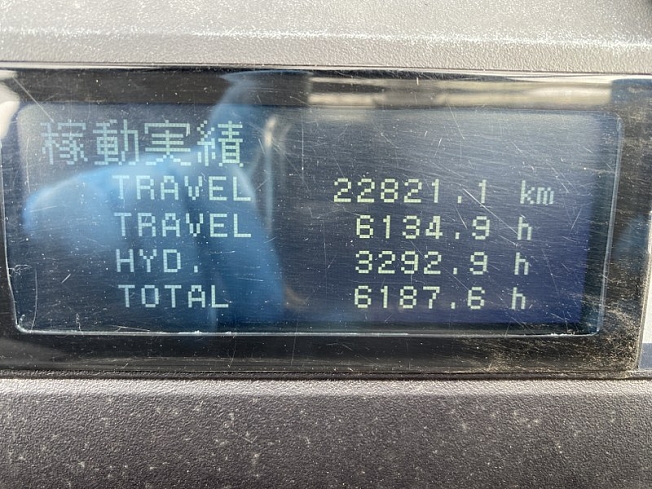 稼動実績
TRAVEL 22821.1 km
TRAVEL 6134.9 h
HYD. 3292.9 h
TOTAL 6187.6 h